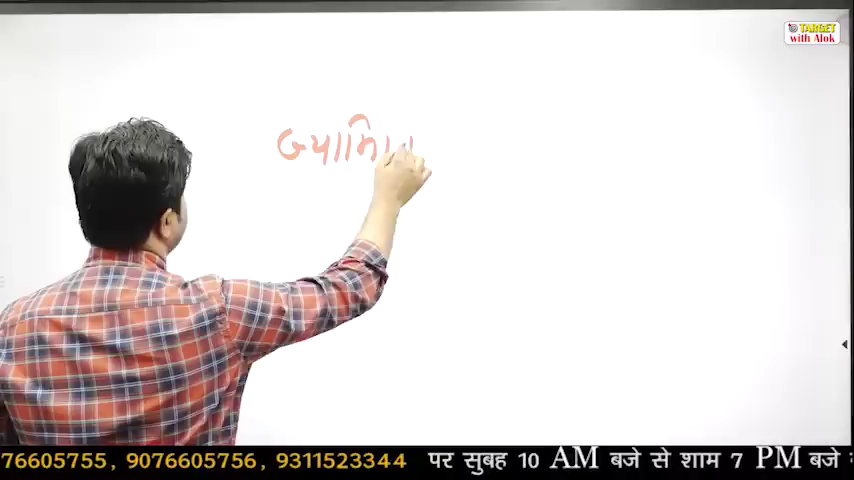 TARGET
with Alok
ज्यामि
76605755, 9076605756, 9311523344 पर सुबह 10 AM बजे से शाम 7 PM बजे